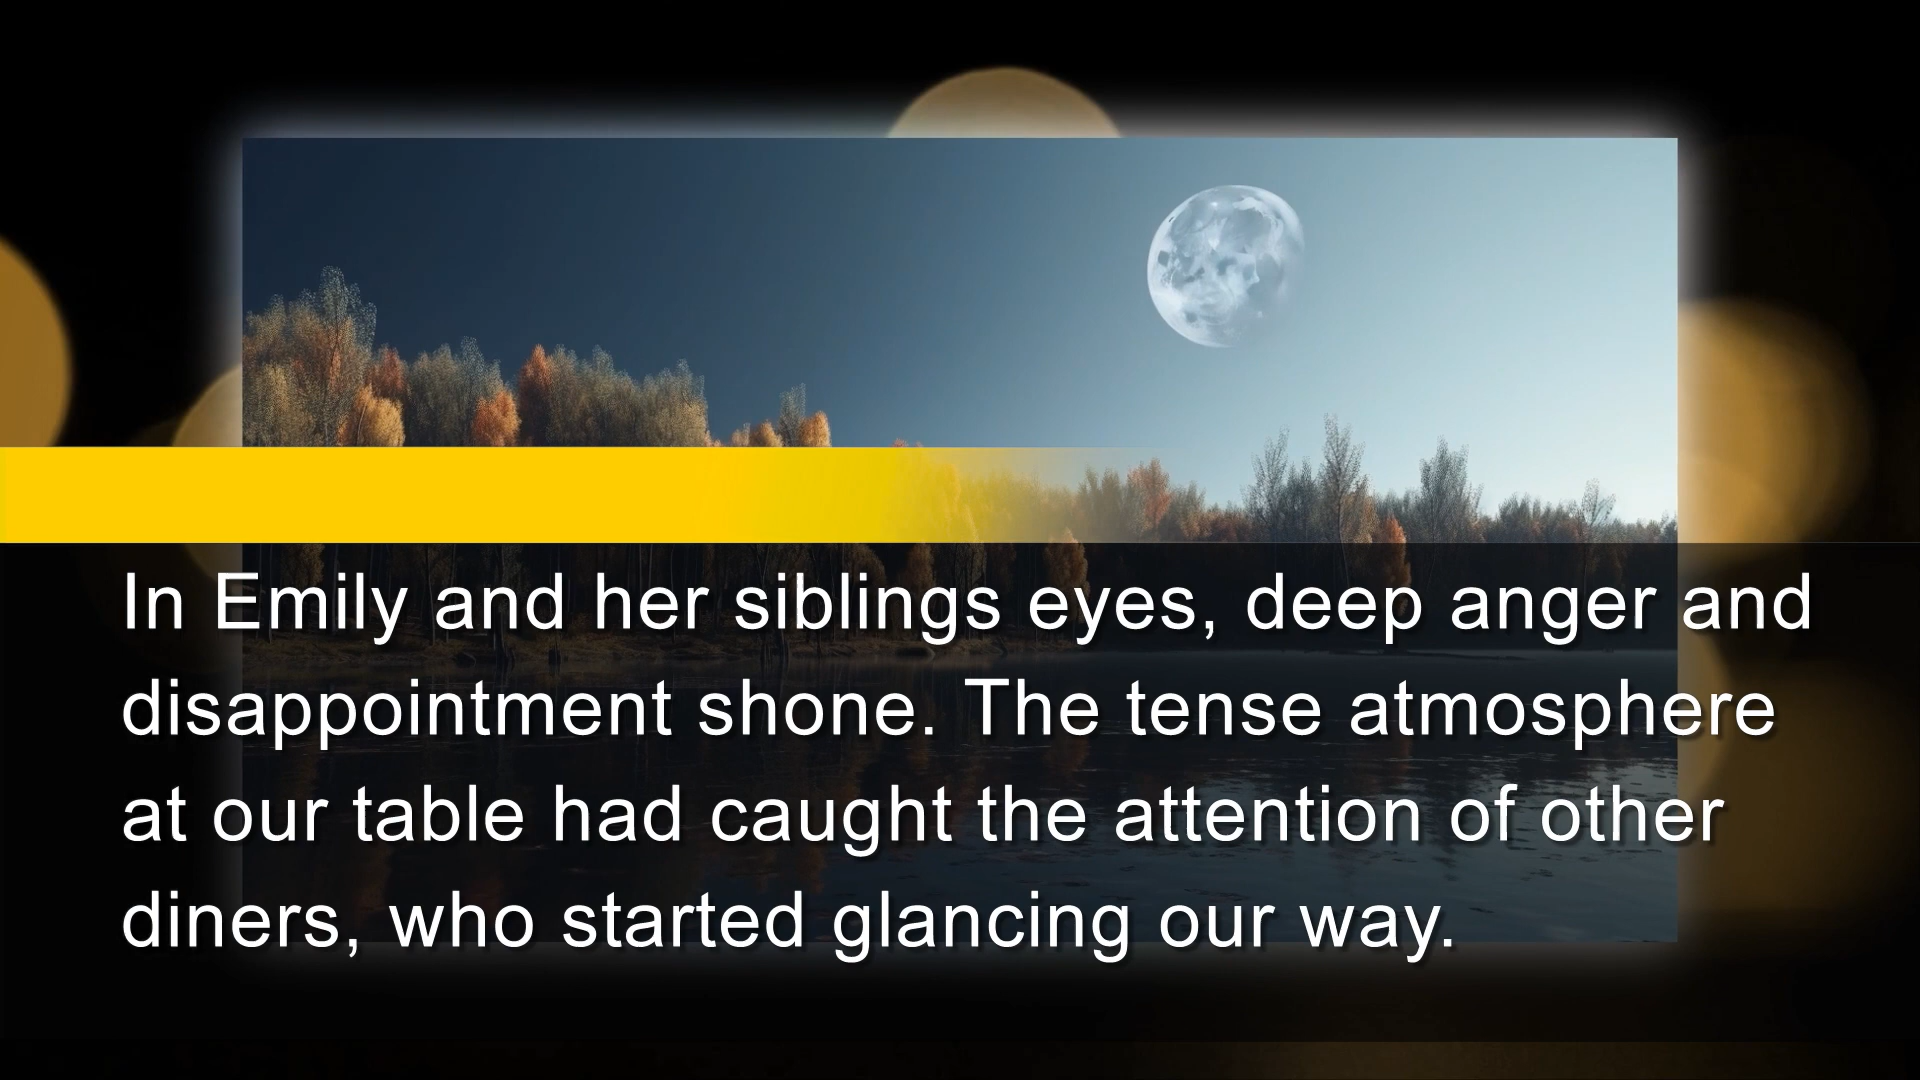 In Emily and her siblings eyes, deep anger and
disappointment shone. The tense atmosphere
at our table had caught the attention of other
diners, who started glancing our way.